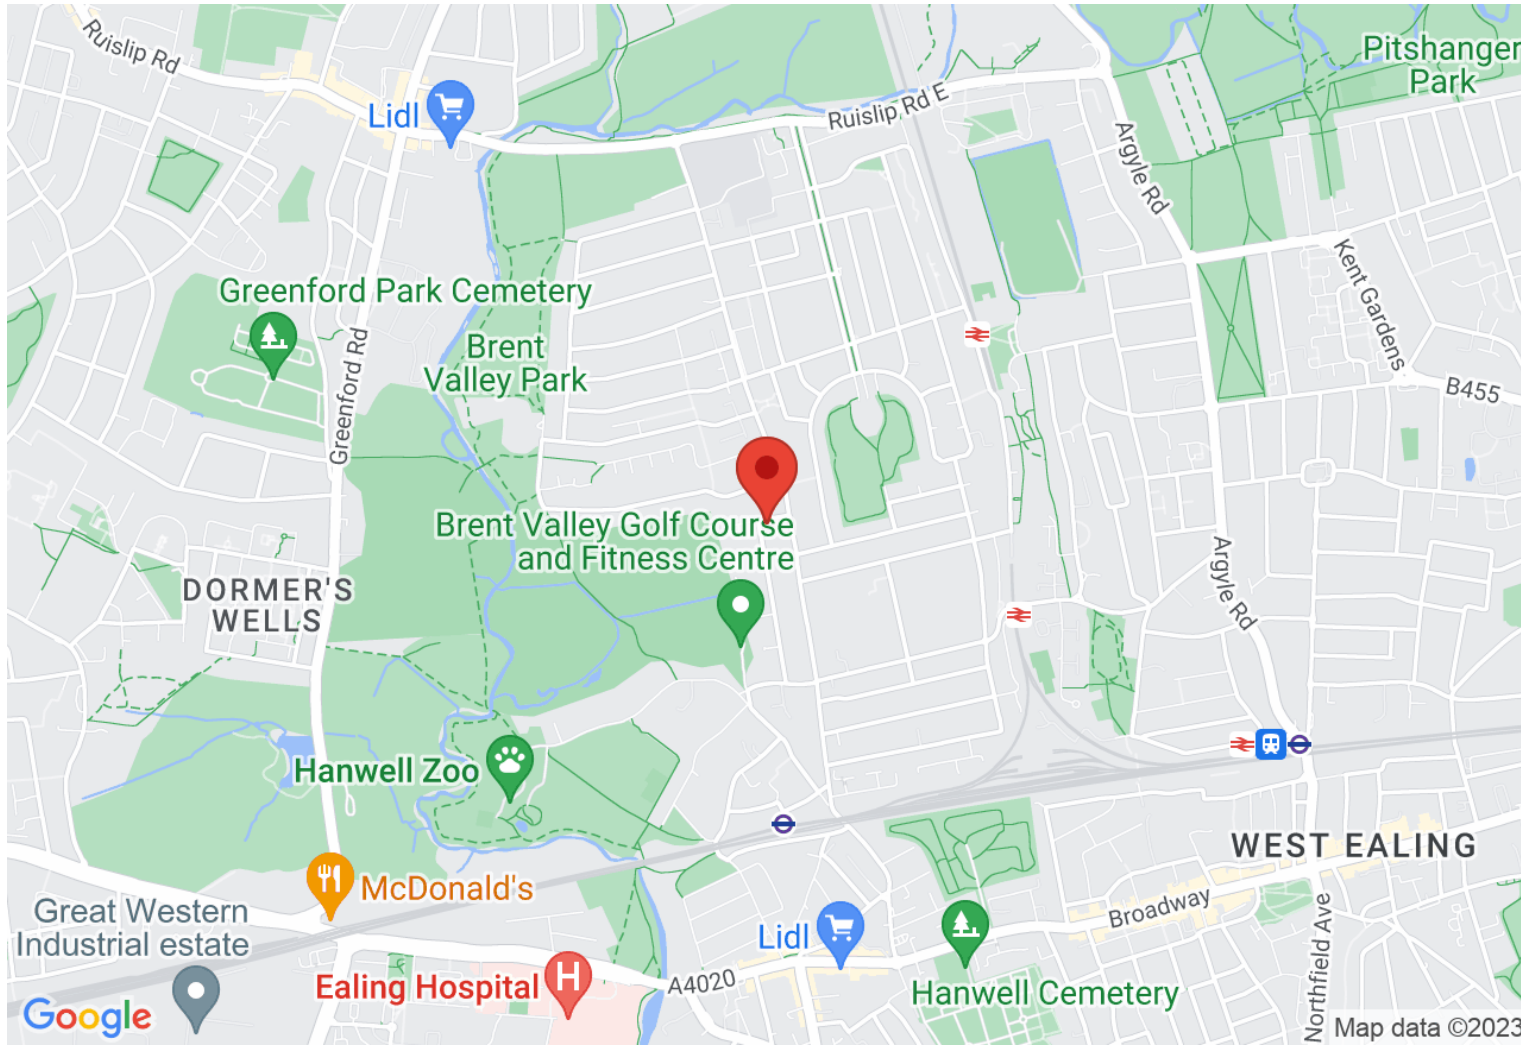 Ruislip Rd
Lidl
Ruislip Rd E
Pitshanger
Park
Argyle Rd
Kent Gardens
B455
Greenford Park Cemetery
Greenford Rd
Brent
Valley Park
Brent Valley Golf Course
and Fitness Centre
DORMER'S
WELLS
Argyle Rd
Hanwell Zoo
McDonald's
WEST EALING
Great Western
Industrial estate
Broadway
Northfield Ave
Lidl
A4020
Ealing Hospital
H
Hanwell Cemetery
Google
Map data ©2023